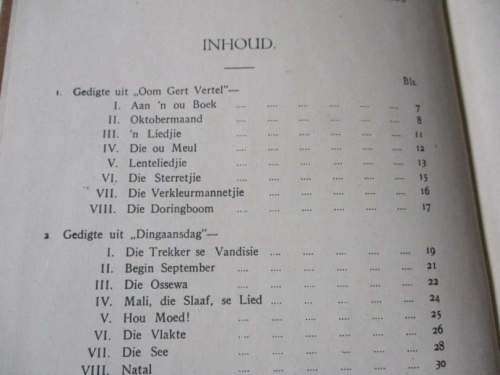 INHOUD.
Blz.
1. Gedigte uit „Oom Gert Vertel”—
I. Aan 'n ou Boek .... .... .... .... .... 7
II. Oktobermaand .... .... .... .... .... 8
III. 'n Liedjie .... .... .... .... .... 11
IV. Die ou Meul .... .... .... .... .... 12
V. Lenteliedjie .... .... .... .... .... 13
VI. Die Sterretjie .... .... .... .... .... 15
VII. Die Verkleurmannetjie .... .... .... .... 16
VIII. Die Doringboom .... .... .... .... .... 17
2. Gedigte uit „Dingaansdag”—
I. Die Trekker se Vandisie .... .... .... .... 19
II. Begin September .... .... .... .... .... 21
III. Die Ossewa .... .... .... .... .... 22
IV. Mali, die Slaaf, se Lied .... .... .... .... 24
V. Hou Moed! .... .... .... .... .... 25
VI. Die Vlakte .... .... .... .... .... 26
VII. Die See .... .... .... .... .... 28
VIII. Natal .... .... .... .... .... 30